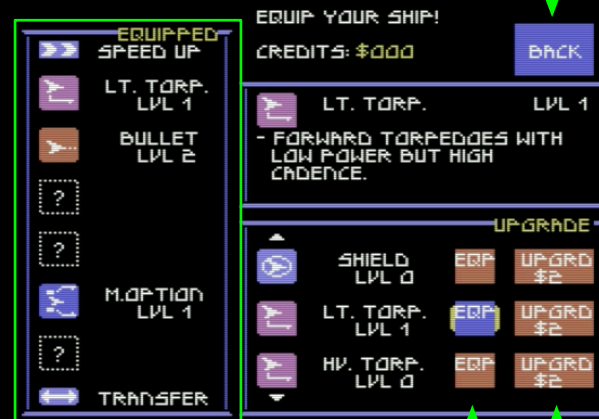 EQUIPPED
SPEED UP
LT. TORP.
LVL 1
BULLET
LVL 2
?
?
M.OPTION
LVL 1
?
TRANSFER
EQUIP YOUR SHIP!
CREDITS: $000
BACK
LT. TORP. LVL 1
- FORWARD TORPEDOES WITH
LOW POWER BUT HIGH
CADENCE.
UPGRADE
SHIELD EQP UPGRD
LVL 0 $2
LT. TORP. EQP UPGRD
LVL 1 $2
HV. TORP. EQP UPGRD
LVL 0 $2